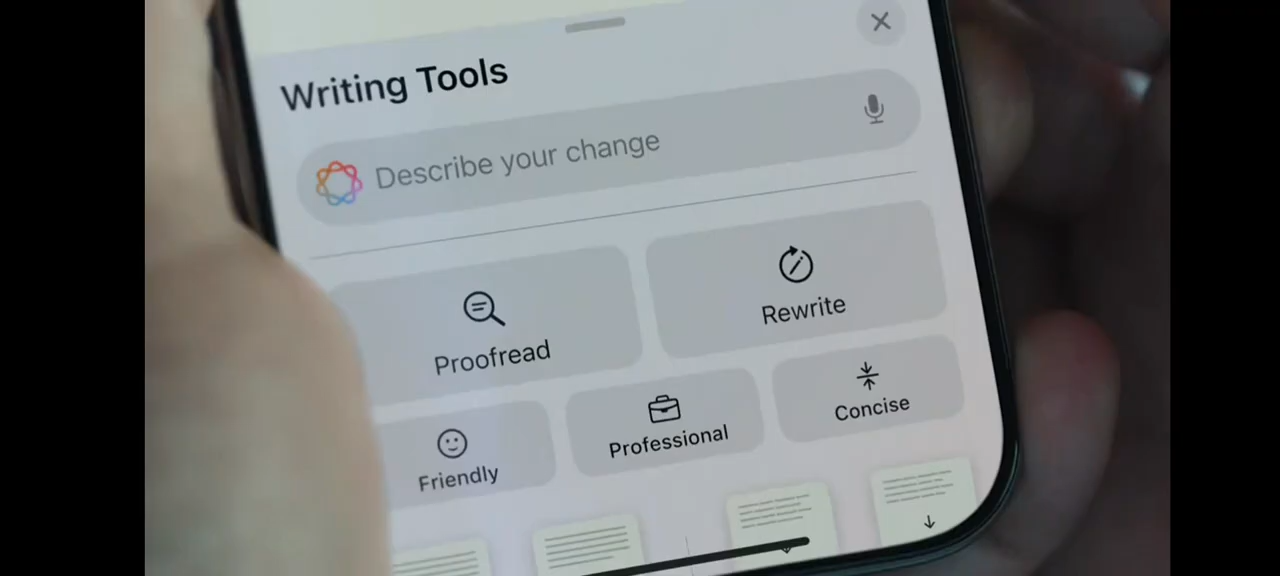 Writing Tools
Describe your change
Proofread
Rewrite
Friendly
Professional
Concise